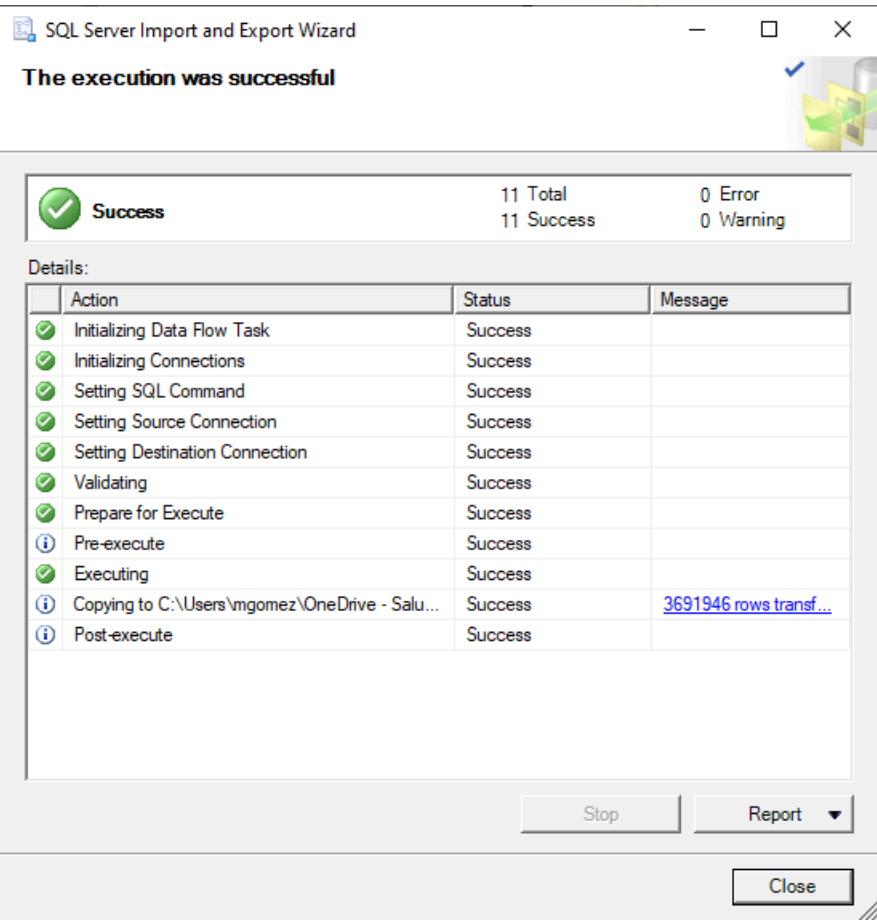 SQL Server Import and Export Wizard
The execution was successful
Success
11 Total
0 Error
11 Success
0 Warning
Details:
Action Status Message
Initializing Data Flow Task Success
Initializing Connections Success
Setting SQL Command Success
Setting Source Connection Success
Setting Destination Connection Success
Validating Success
Prepare for Execute Success
Pre-execute Success
Executing Success
Copying to C:\Users\mgomez\OneDrive - Salu... Success 3691946 rows transf...
Post-execute Success
Stop Report
Close